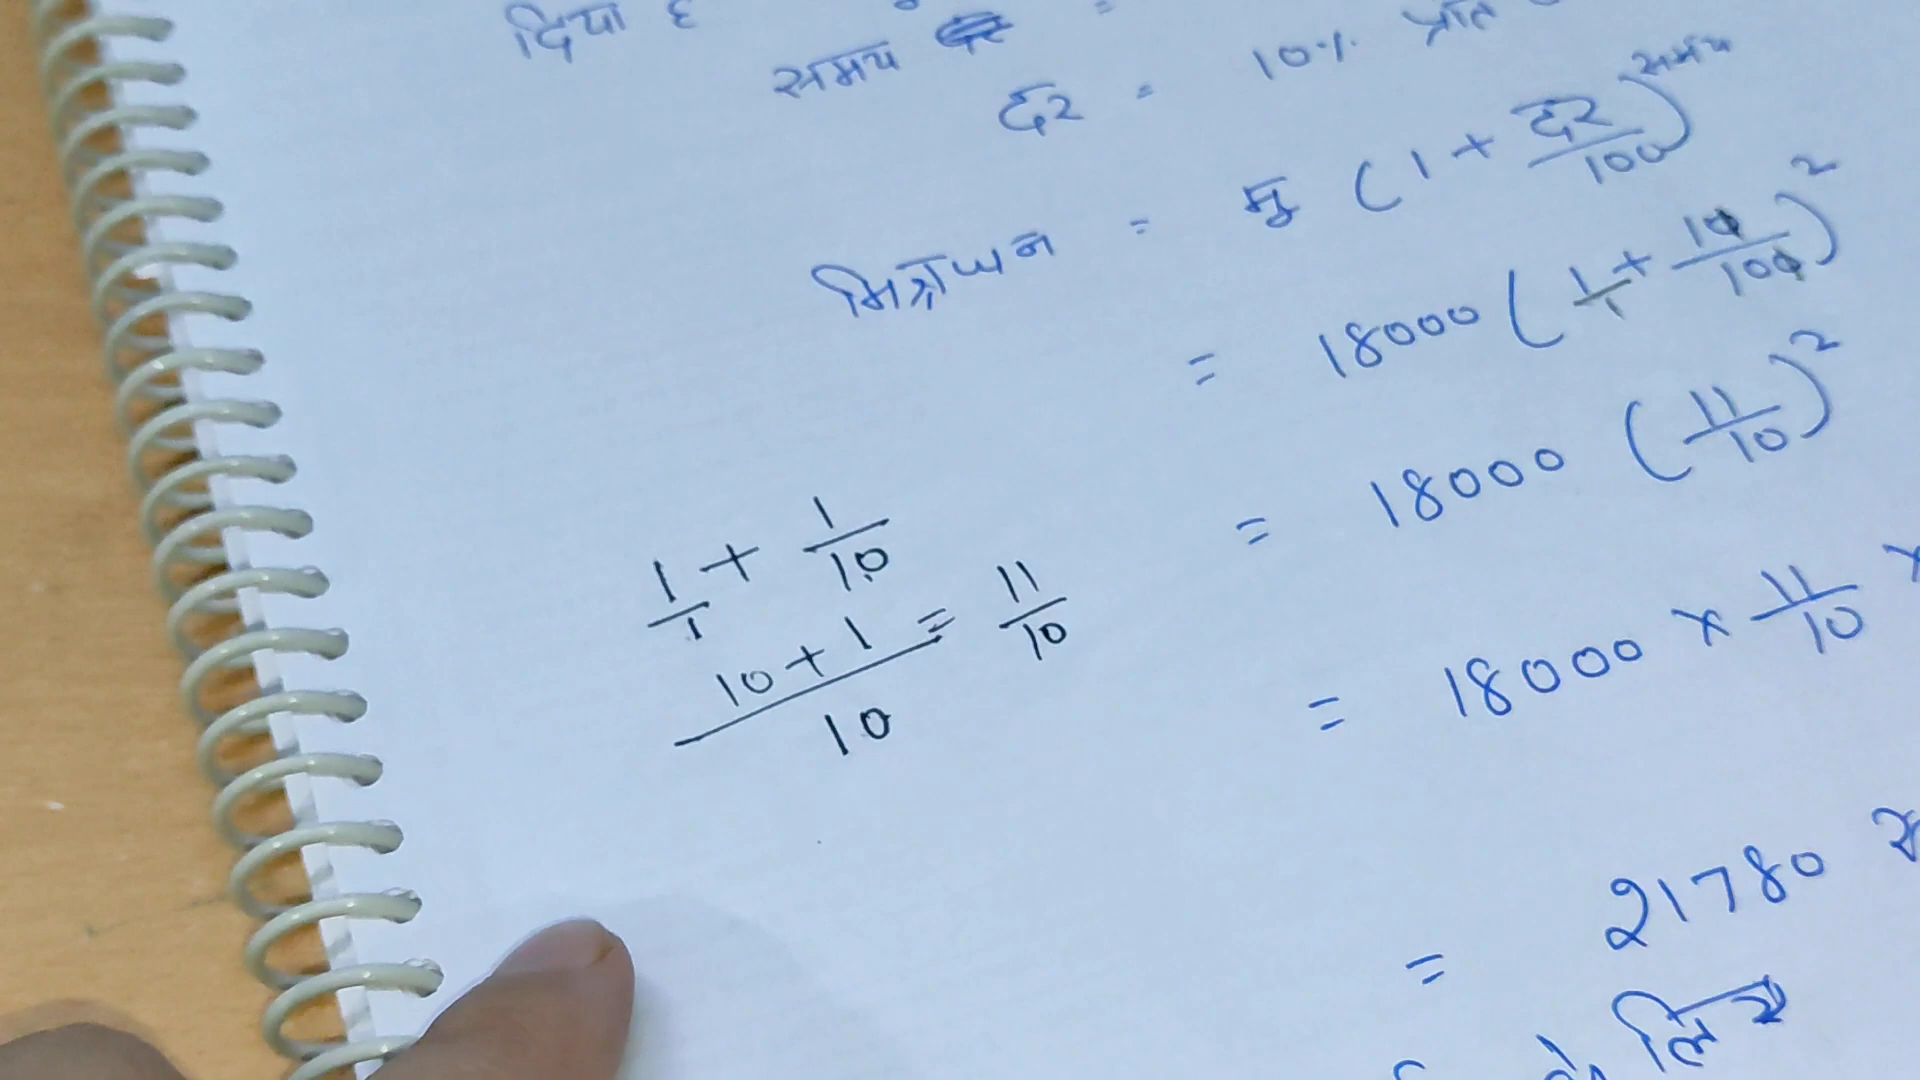 दिया है
समय =
दर = 10% प्रति
मिश्रधन = मू (1 + दर/100)^समय
= 18000 (1/1 + 10/100)²
= 18000 (11/10)²
1/1 + 1/10
(10 + 1)/10 = 11/10
= 18000 × 11/10 ×
= 21780
के लिए